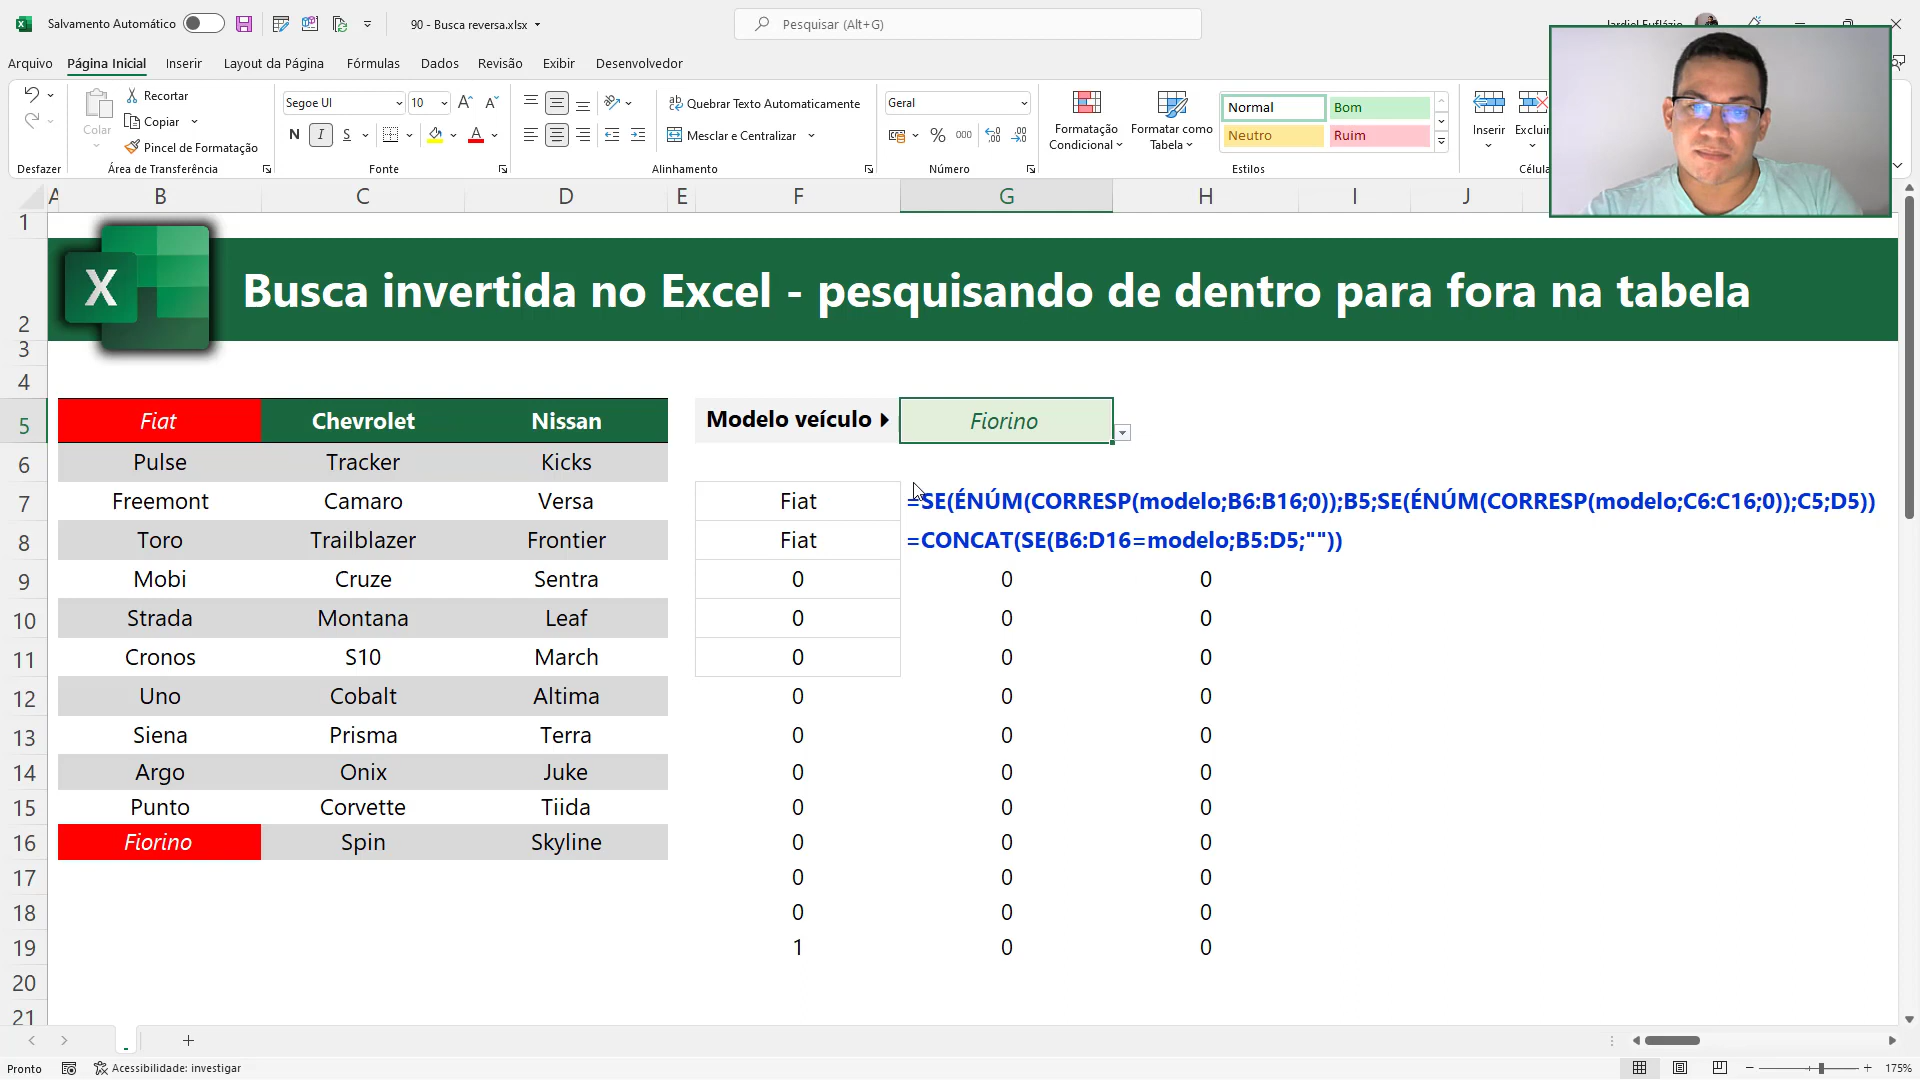 Salvamento Automático
90 - Busca reversa.xlsx
Pesquisar (Alt+G)
Arquivo Página Inicial Inserir Layout da Página Fórmulas Dados Revisão Exibir Desenvolvedor
Colar
Recortar
Copiar
Pincel de Formatação
Segoe UI 10
N I S
Quebrar Texto Automaticamente
Mesclar e Centralizar
Geral
% 000
Formatação Condicional
Formatar como Tabela
Normal Bom
Neutro Ruim
Inserir Excluir
Desfazer Área de Transferência Fonte Alinhamento Número Estilos
A B C D E F G H I J
1
2 Busca invertida no Excel - pesquisando de dentro para fora na tabela
3
4
5 Fiat Chevrolet Nissan Modelo veículo Fiorino
6 Pulse Tracker Kicks
7 Freemont Camaro Versa Fiat =SE(ÉNÚM(CORRESP(modelo;B6:B16;0));B5;SE(ÉNÚM(CORRESP(modelo;C6:C16;0));C5;D5))
8 Toro Trailblazer Frontier Fiat =CONCAT(SE(B6:D16=modelo;B5:D5;""))
9 Mobi Cruze Sentra 0 0 0
10 Strada Montana Leaf 0 0 0
11 Cronos S10 March 0 0 0
12 Uno Cobalt Altima 0 0 0
13 Siena Prisma Terra 0 0 0
14 Argo Onix Juke 0 0 0
15 Punto Corvette Tiida 0 0 0
16 Fiorino Spin Skyline 0 0 0
17 0 0 0
18 0 0 0
19 1 0 0
20
21
Pronto Acessibilidade: investigar 175%